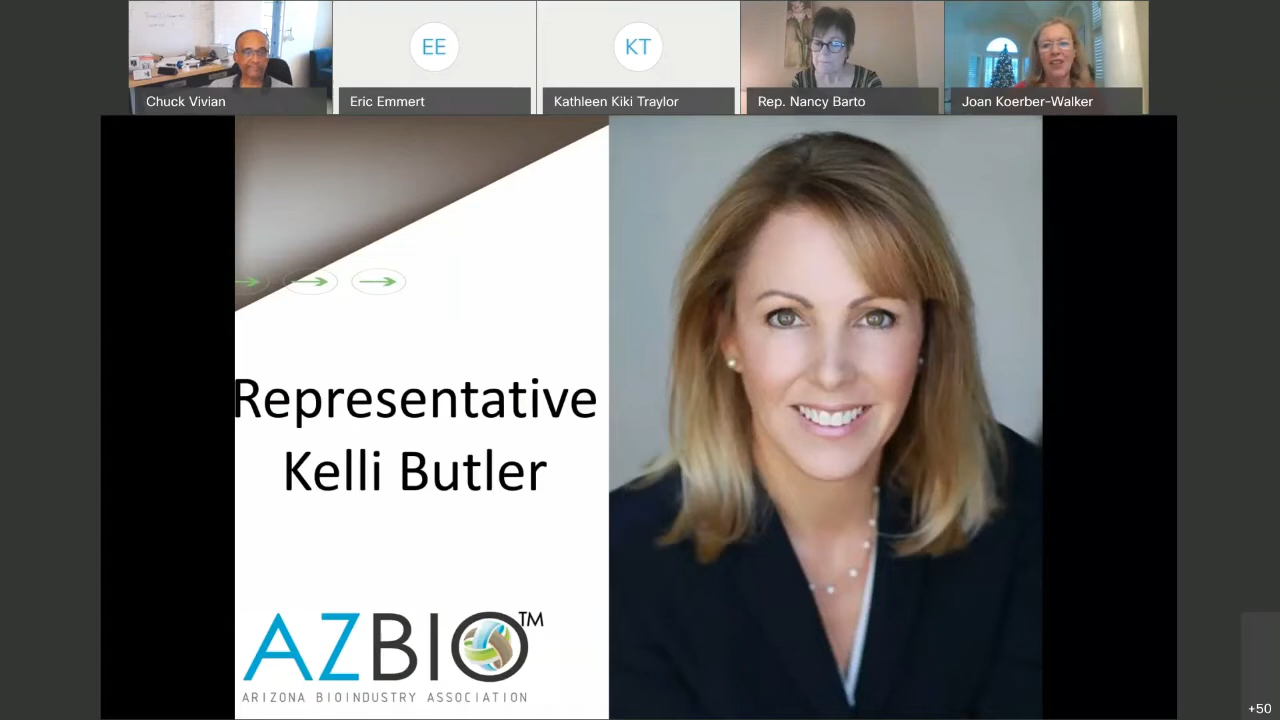 EE
KT
Chuck Vivian
Eric Emmert
Kathleen Kiki Traylor
Rep. Nancy Barto
Joan Koerber-Walker
Representative
Kelli Butler
AZBIO™
ARIZONA BIOINDUSTRY ASSOCIATION
+50